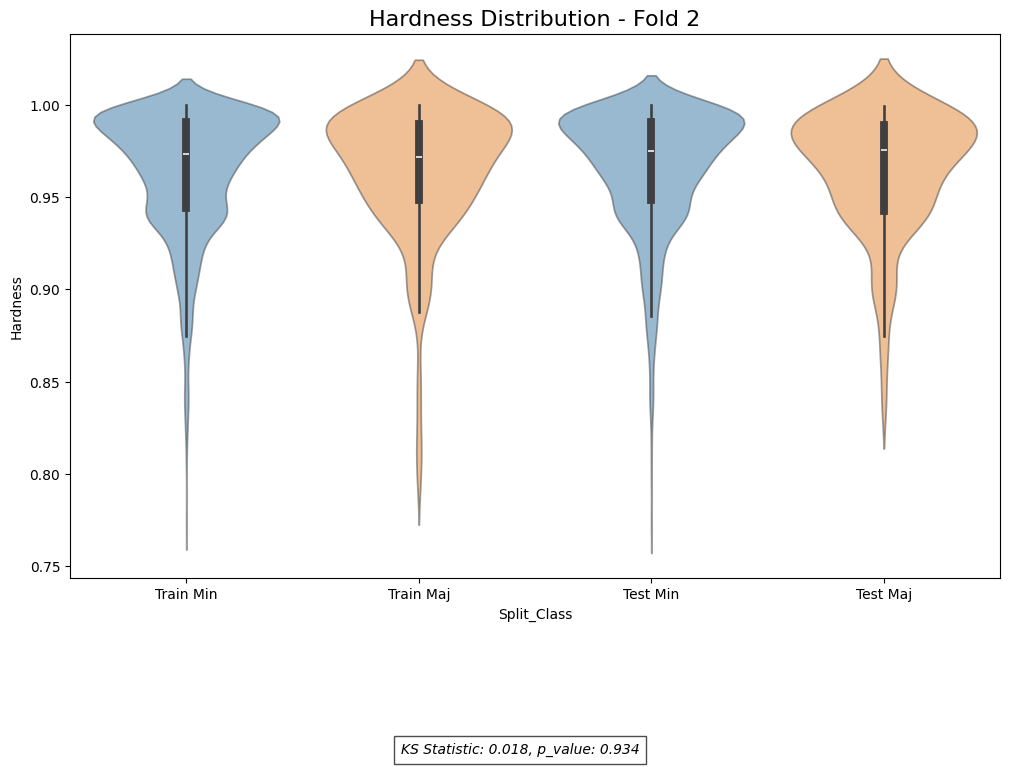 Hardness Distribution - Fold 2
Hardness
1.00
0.95
0.90
0.85
0.80
0.75
Train Min
Train Maj
Test Min
Test Maj
Split_Class
KS Statistic: 0.018, p_value: 0.934